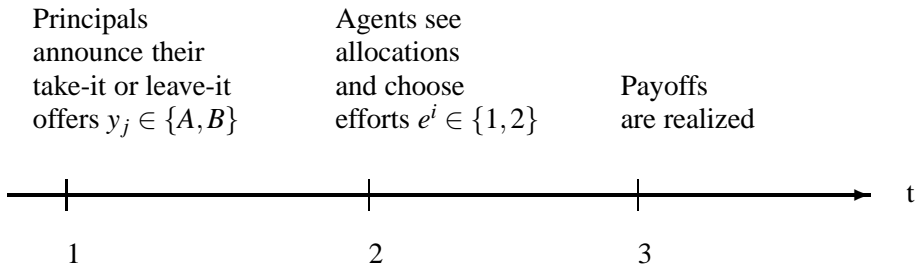 Principals
announce their
take-it or leave-it
offers y_j ∈ {A, B}
Agents see
allocations
and choose
efforts e^i ∈ {1, 2}
Payoffs
are realized
t
1
2
3